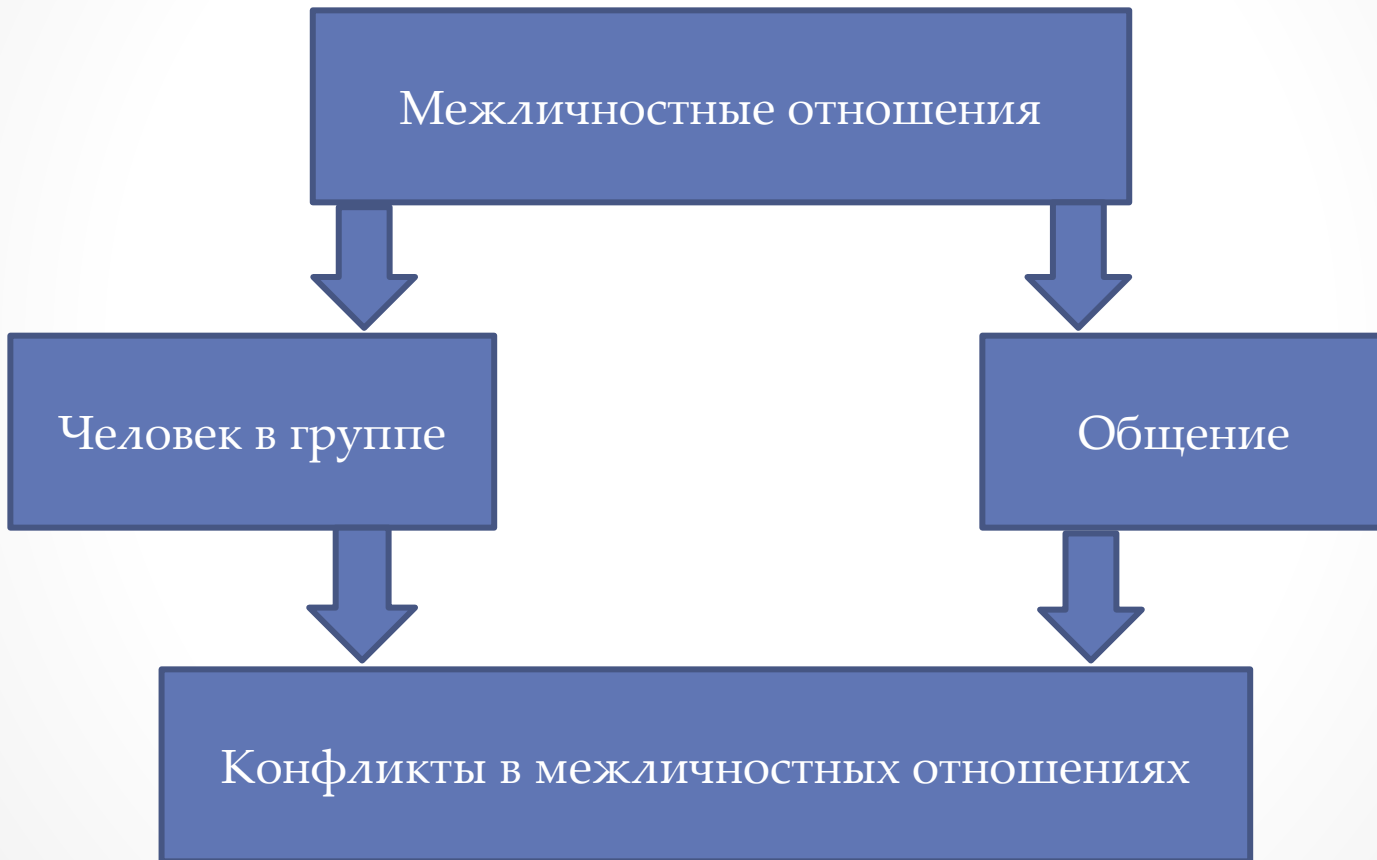 Межличностные отношения
Человек в группе
Общение
Конфликты в межличностных отношениях